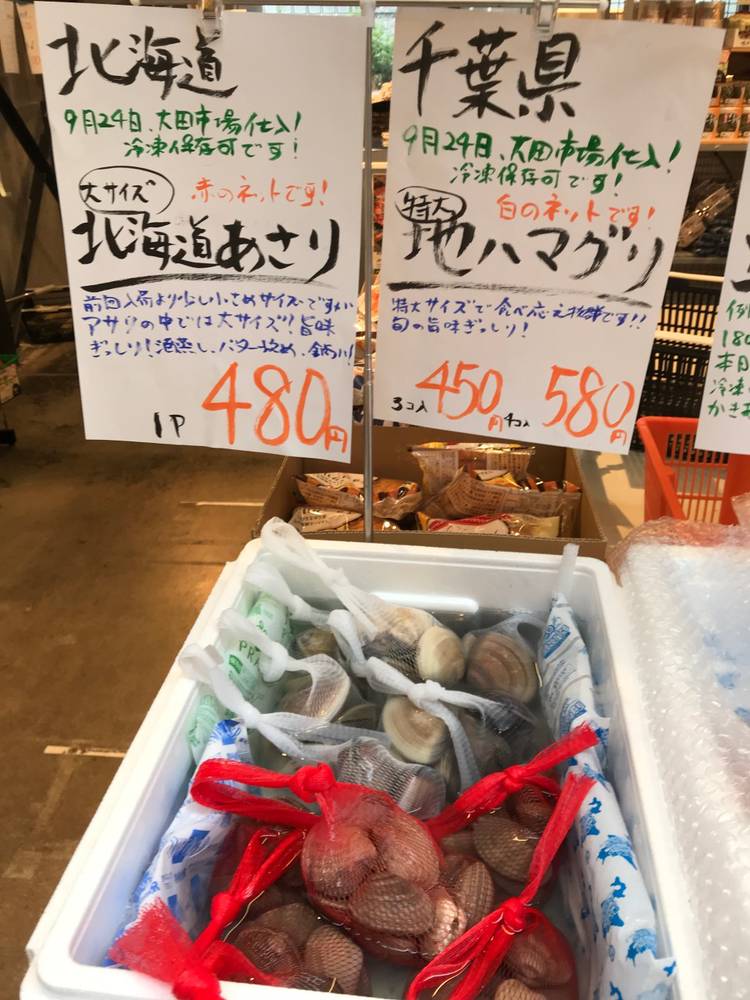 北海道
9月24日、大田市場仕入!
冷凍保存可です!
大サイズ 赤のネットです!
北海道あさり
前回入荷より少し小さめサイズですが
アサリの中では大サイズ!旨味
ぎっしり!酒蒸し、バター炒め、
1P 480円
千葉県
9月24日、大田市場仕入!
冷凍保存可です!
特大 白のネットです!
地ハマグリ
特大サイズで食べ応え抜群です!!
旬の旨味ぎっしり!
3コ入 450円 4コ入 580円
例
180
本日
冷凍
かき